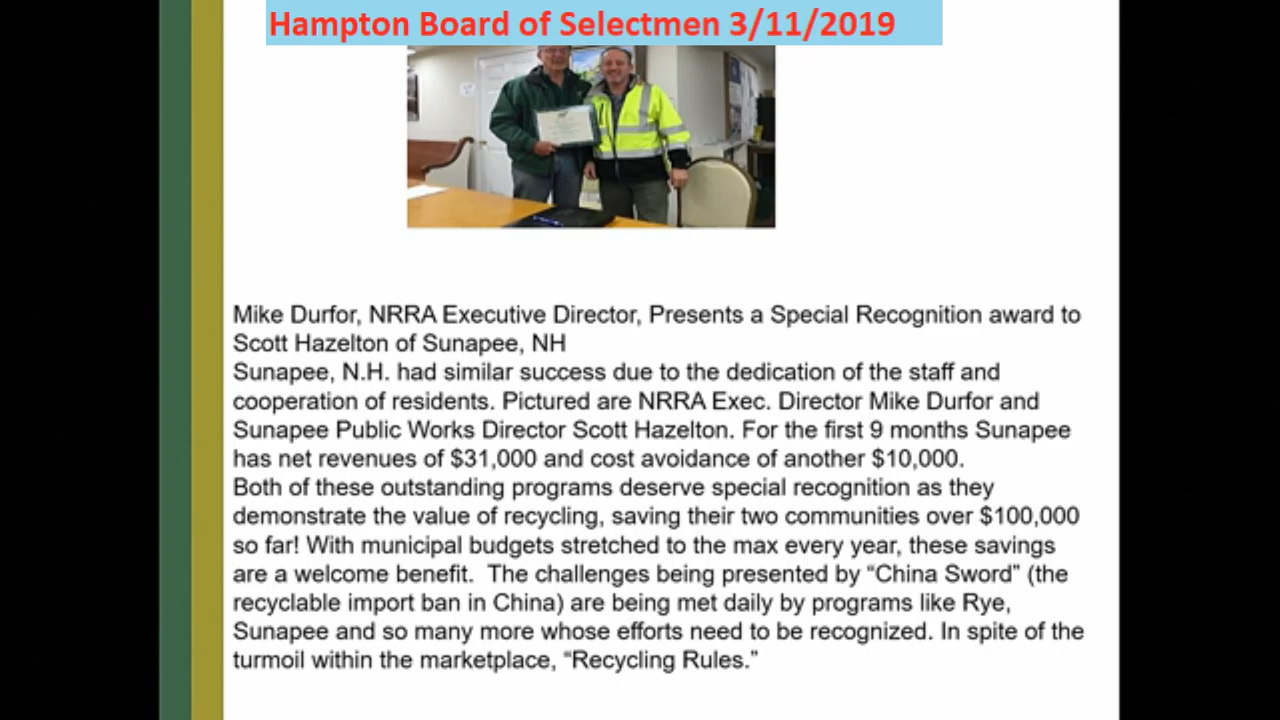 Hampton Board of Selectmen 3/11/2019
Mike Durfor, NRRA Executive Director, Presents a Special Recognition award to
Scott Hazelton of Sunapee, NH
Sunapee, N.H. had similar success due to the dedication of the staff and
cooperation of residents. Pictured are NRRA Exec. Director Mike Durfor and
Sunapee Public Works Director Scott Hazelton. For the first 9 months Sunapee
has net revenues of $31,000 and cost avoidance of another $10,000.
Both of these outstanding programs deserve special recognition as they
demonstrate the value of recycling, saving their two communities over $100,000
so far! With municipal budgets stretched to the max every year, these savings
are a welcome benefit.  The challenges being presented by “China Sword” (the
recyclable import ban in China) are being met daily by programs like Rye,
Sunapee and so many more whose efforts need to be recognized. In spite of the
turmoil within the marketplace, “Recycling Rules.”